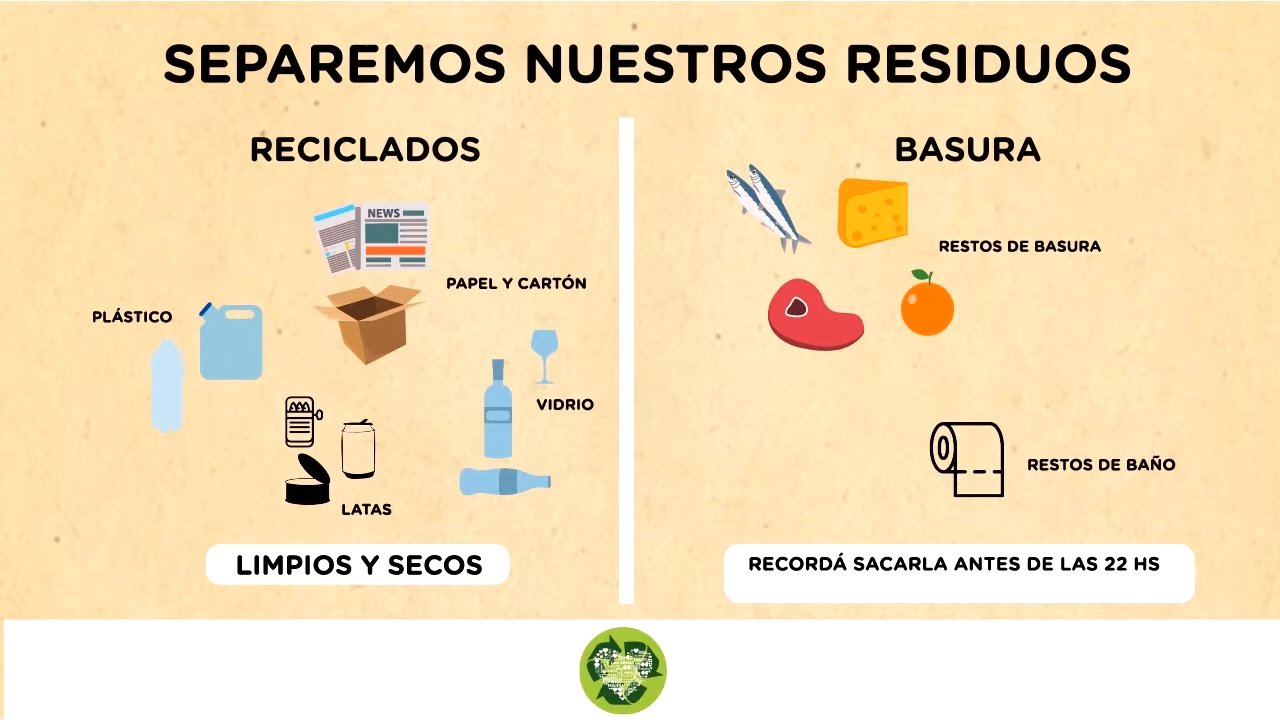 SEPAREMOS NUESTROS RESIDUOS
RECICLADOS
NEWS
PAPEL Y CARTÓN
PLÁSTICO
VIDRIO
LATAS
LIMPIOS Y SECOS
BASURA
RESTOS DE BASURA
RESTOS DE BAÑO
RECORDÁ SACARLA ANTES DE LAS 22 HS